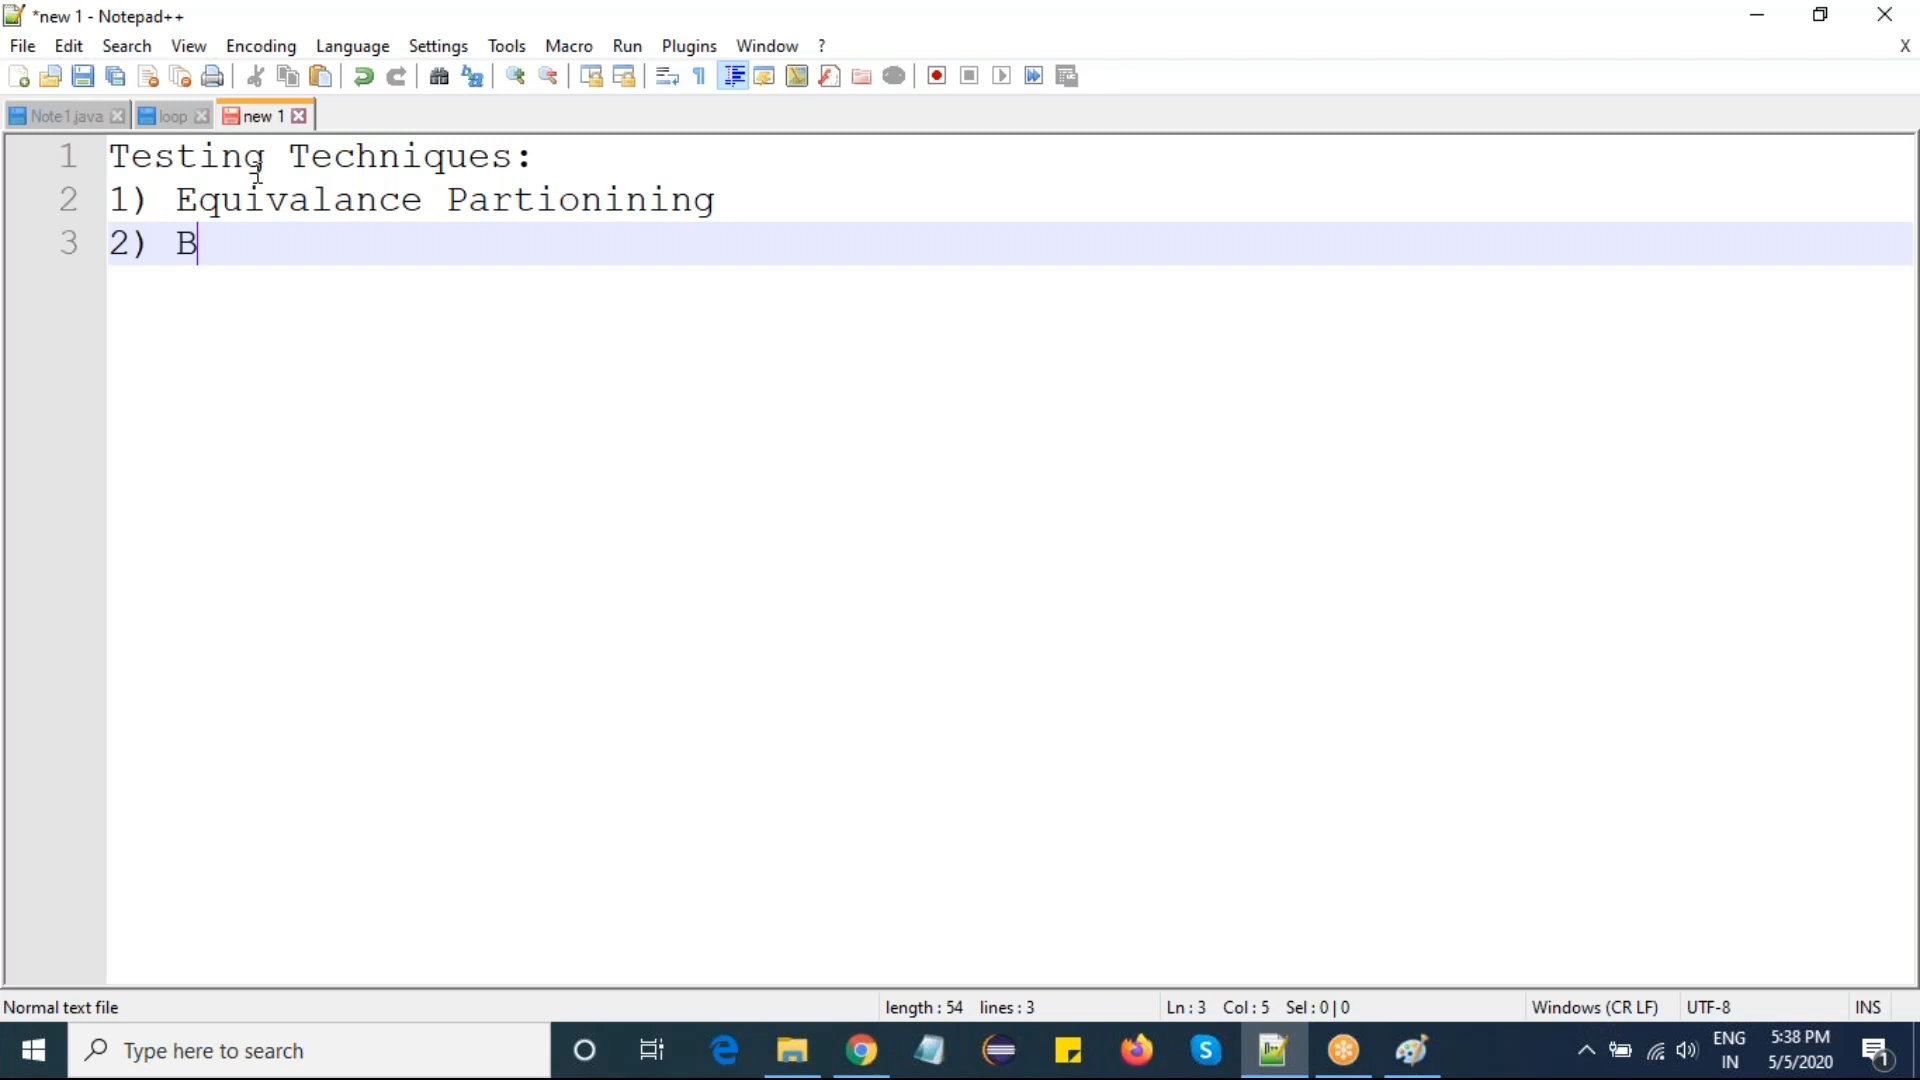 *new 1 - Notepad++
File Edit Search View Encoding Language Settings Tools Macro Run Plugins Window ? X
Note1.java loop new 1
1 Testing Techniques:
2 1) Equivalance Partionining
3 2) B
Normal text file length : 54 lines : 3 Ln : 3 Col : 5 Sel : 0 | 0 Windows (CR LF) UTF-8 INS
Type here to search ENG IN 5:38 PM 5/5/2020 1